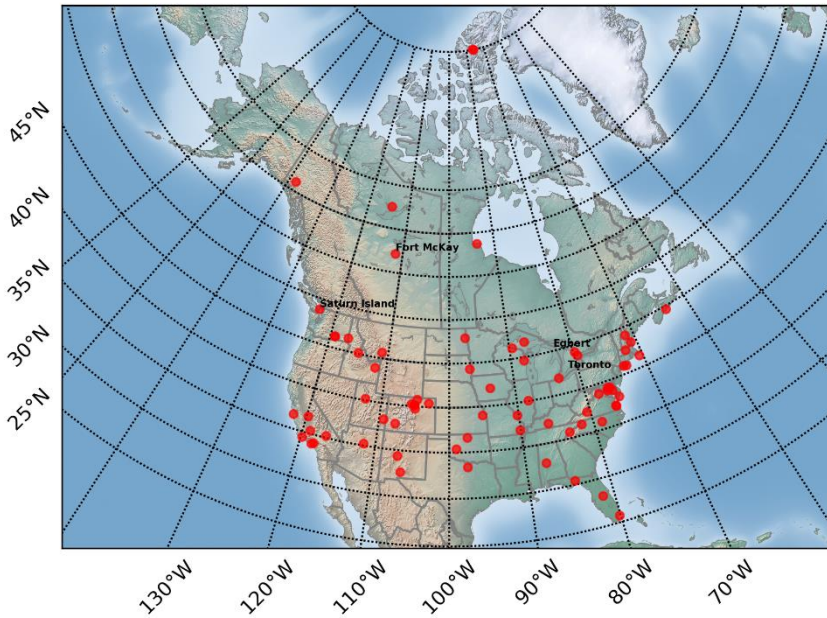 45°N
40°N
35°N
30°N
25°N
Fort McKay
Saturn Island
Egbert
Toronto
130°W
120°W
110°W
100°W
90°W
80°W
70°W